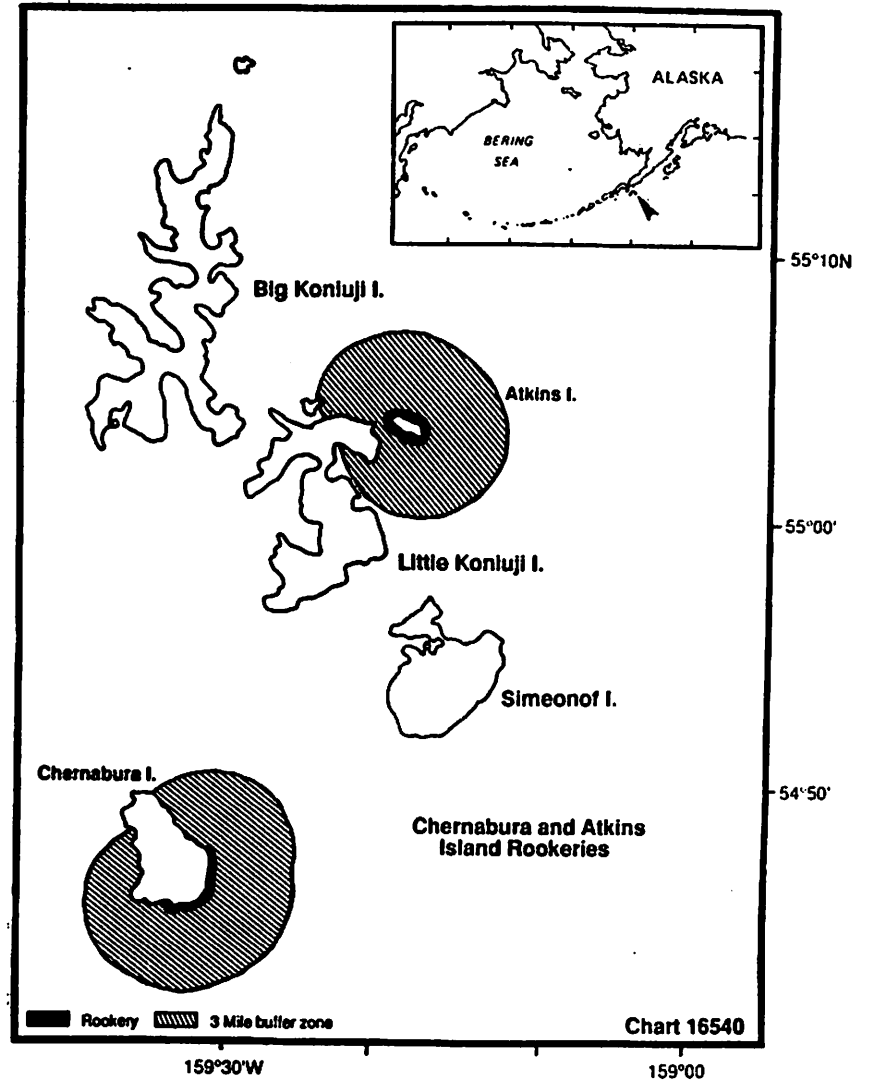 ALASKA
BERING
SEA
55°10N
Big Koniuji I.
Atkins I.
55°00'
Little Koniuji I.
Simeonof I.
Chernabura I.
54°50'
Chernabura and Atkins
Island Rookeries
Rookery
3 Mile buffer zone
Chart 16540
159°30'W
159°00